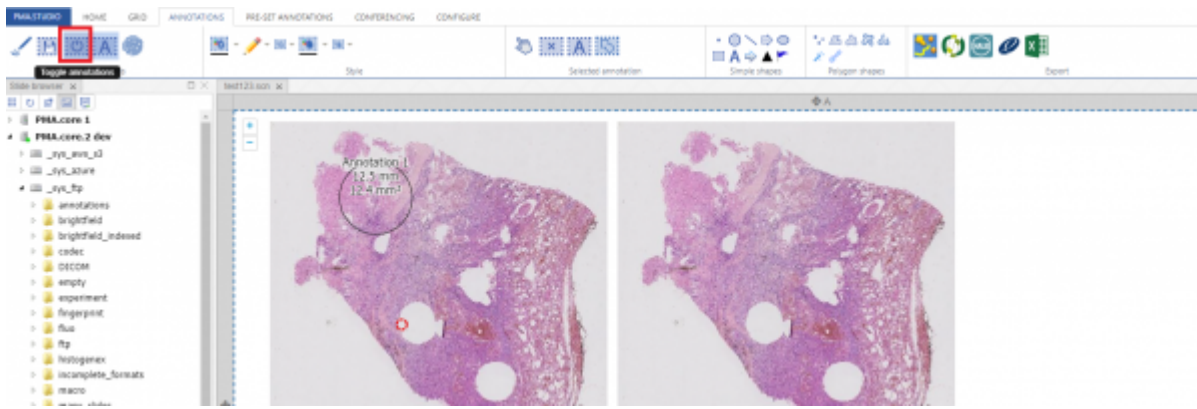 PMA.STUDIO HOME GRID ANNOTATIONS PRE-SET ANNOTATIONS CONFERENCING CONFIGURE
Toggle annotations
Style
Selected annotation
Simple shapes
Polygon shapes
Export
Slide browser
test123.scn
A
PMA.core 1
PMA.core.2 dev
_sys_aws_s3
_sys_azure
_sys_ftp
annotations
brightfield
brightfield_indexed
codec
DICOM
empty
experiment
fingerprint
fluo
ftp
histogenex
incomplete_formats
macro
many_slides
Annotation 1
12.5 mm
12.4 mm²